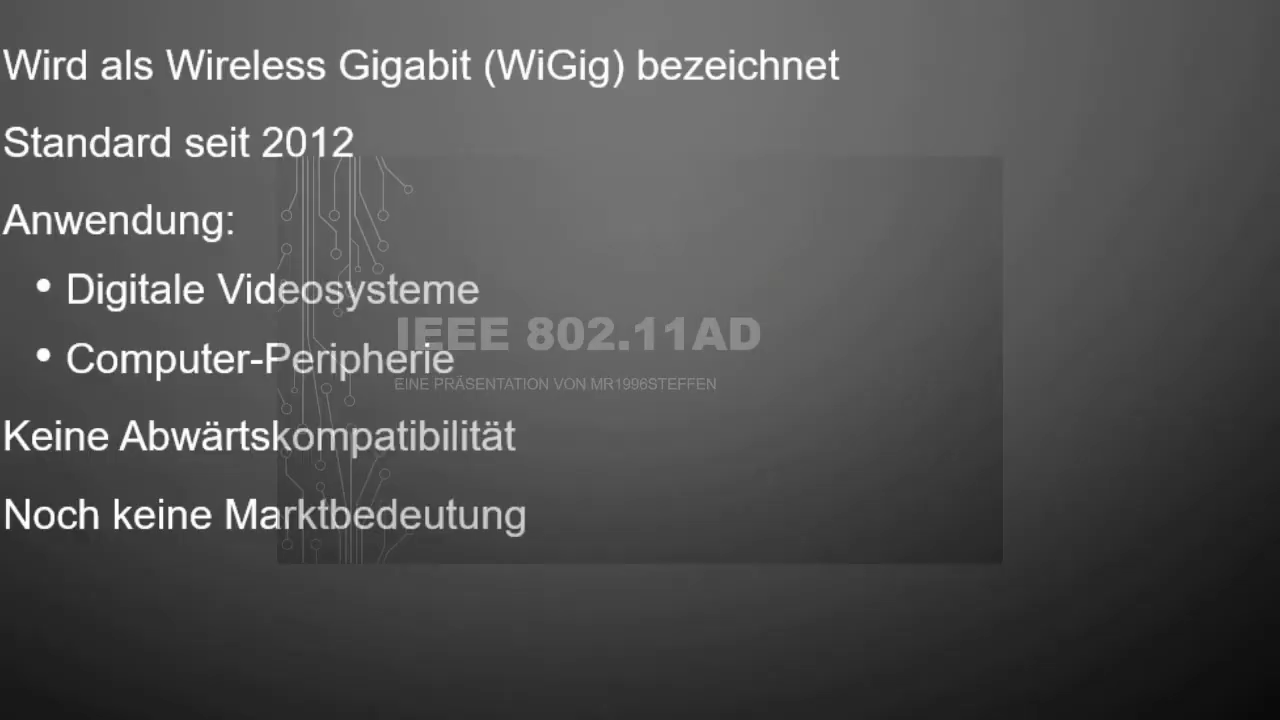 Wird als Wireless Gigabit (WiGig) bezeichnet
Standard seit 2012
Anwendung:
• Digitale Videosysteme
• Computer-Peripherie
Keine Abwärtskompatibilität
Noch keine Marktbedeutung
IEEE 802.11AD
EINE PRÄSENTATION VON MR1996STEFFEN